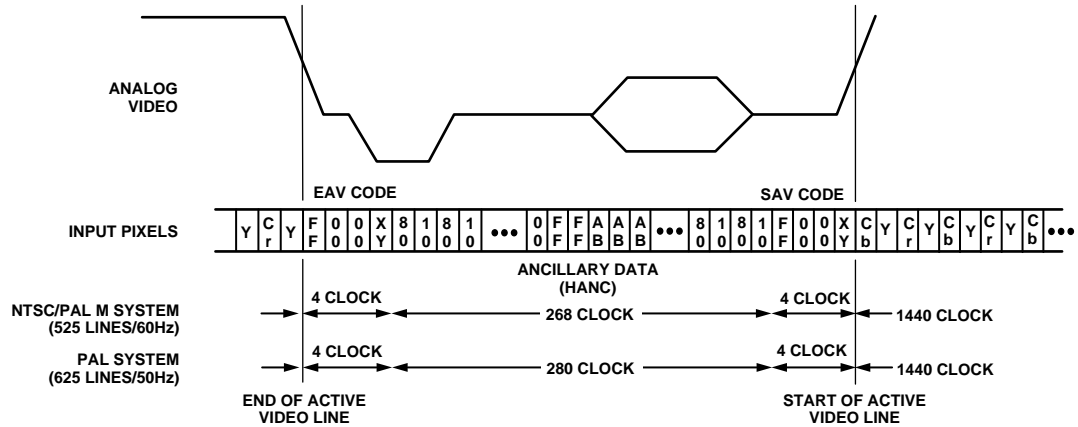 ANALOG
VIDEO
EAV CODE
SAV CODE
INPUT PIXELS
Y Cr Y FF 00 00 XY 80 10 80 10 ••• 00 FF FF AB AB AB ••• 80 10 80 10 FF 00 00 XY Cb Y Cr Y Cb Y Cr Y Cb •••
ANCILLARY DATA
(HANC)
NTSC/PAL M SYSTEM
(525 LINES/60Hz)
4 CLOCK
268 CLOCK
4 CLOCK
1440 CLOCK
PAL SYSTEM
(625 LINES/50Hz)
4 CLOCK
280 CLOCK
4 CLOCK
1440 CLOCK
END OF ACTIVE
VIDEO LINE
START OF ACTIVE
VIDEO LINE